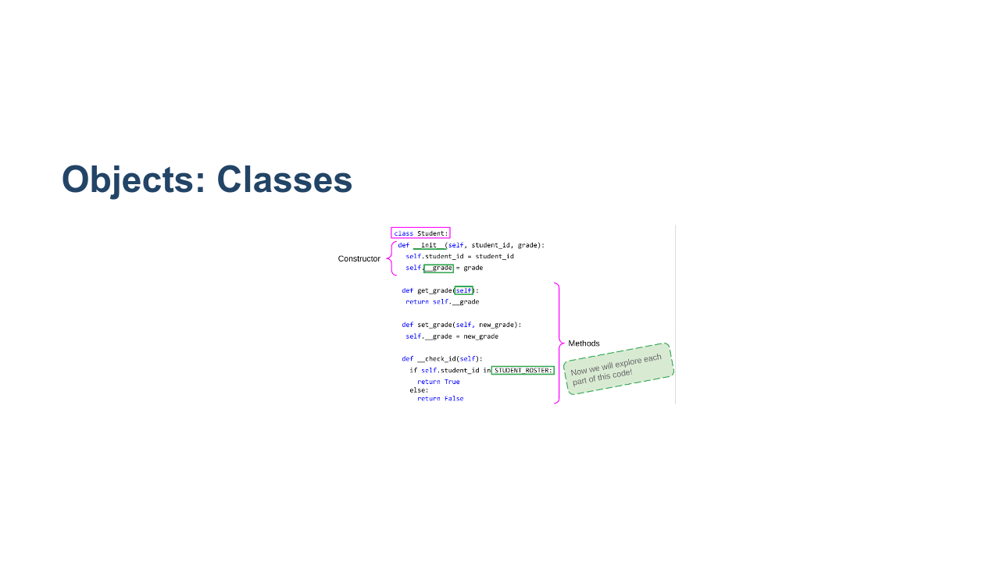 Objects: Classes
class Student:
def __init__(self, student_id, grade):
Constructor
self.student_id = student_id
self.__grade = grade
def get_grade(self):
return self.__grade
def set_grade(self, new_grade):
self.__grade = new_grade
Methods
def __check_id(self):
if self.student_id in STUDENT_ROSTER:
return True
else:
return False
Now we will explore each
part of this code!